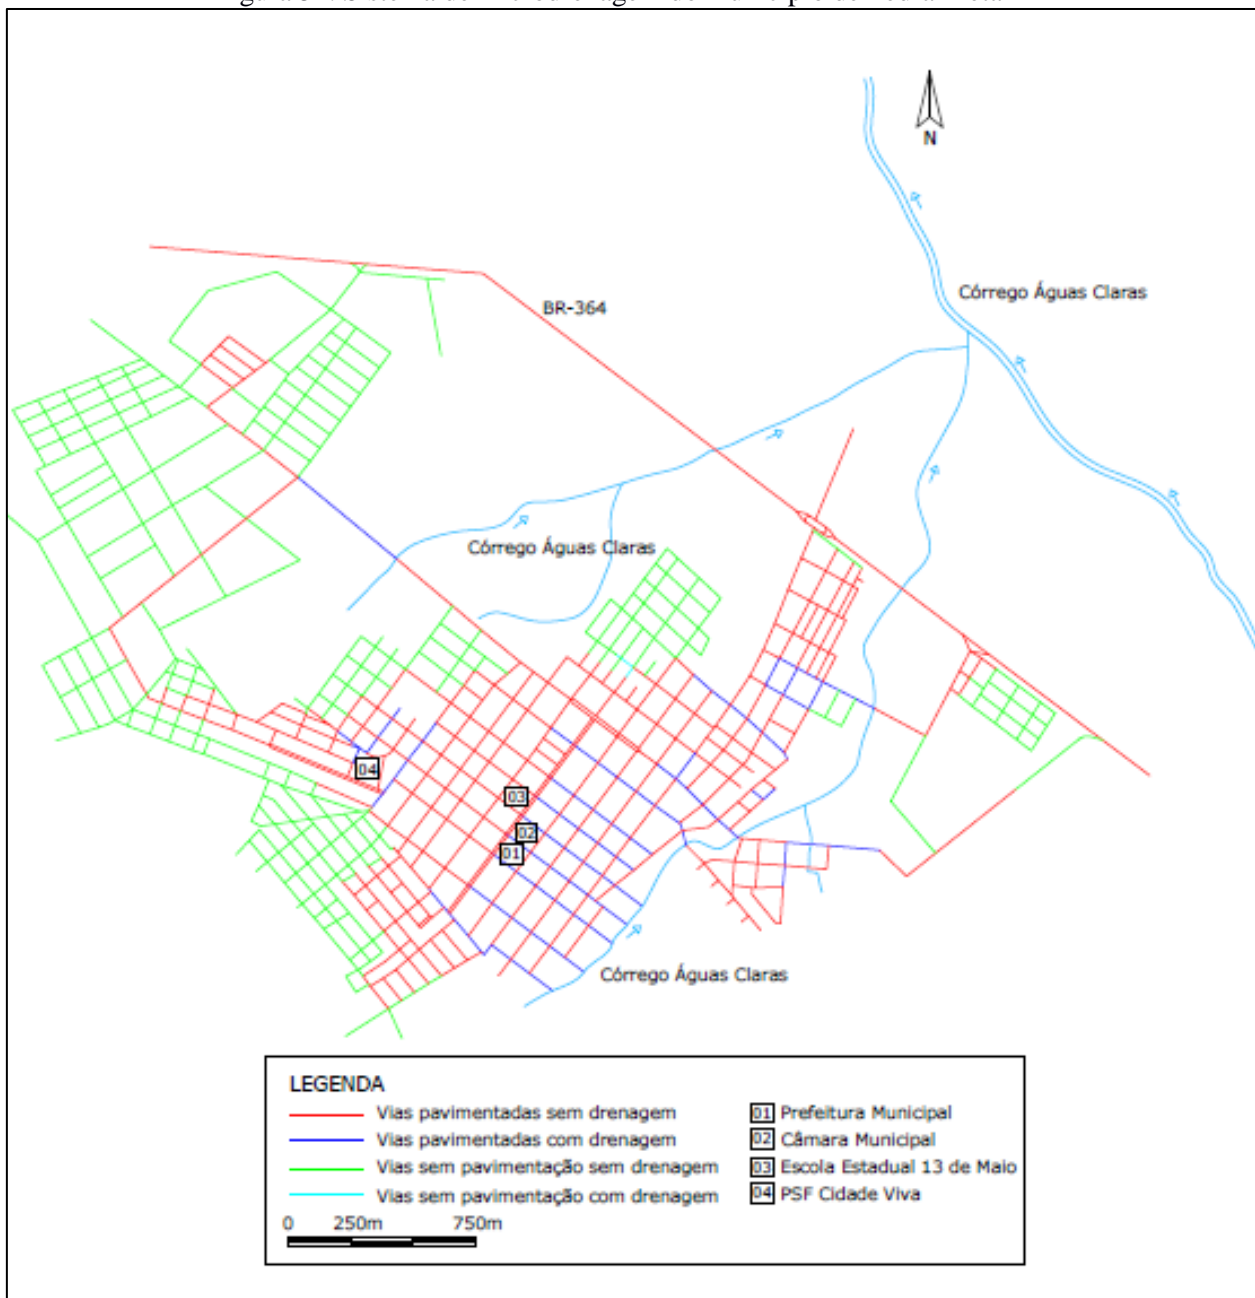 N
Córrego Águas Claras
BR-364
Córrego Águas Claras
04
03
02
01
Córrego Águas Claras
LEGENDA
Vias pavimentadas sem drenagem
Vias pavimentadas com drenagem
Vias sem pavimentação sem drenagem
Vias sem pavimentação com drenagem
0 250m 750m
01 Prefeitura Municipal
02 Câmara Municipal
03 Escola Estadual 13 de Maio
04 PSF Cidade Viva